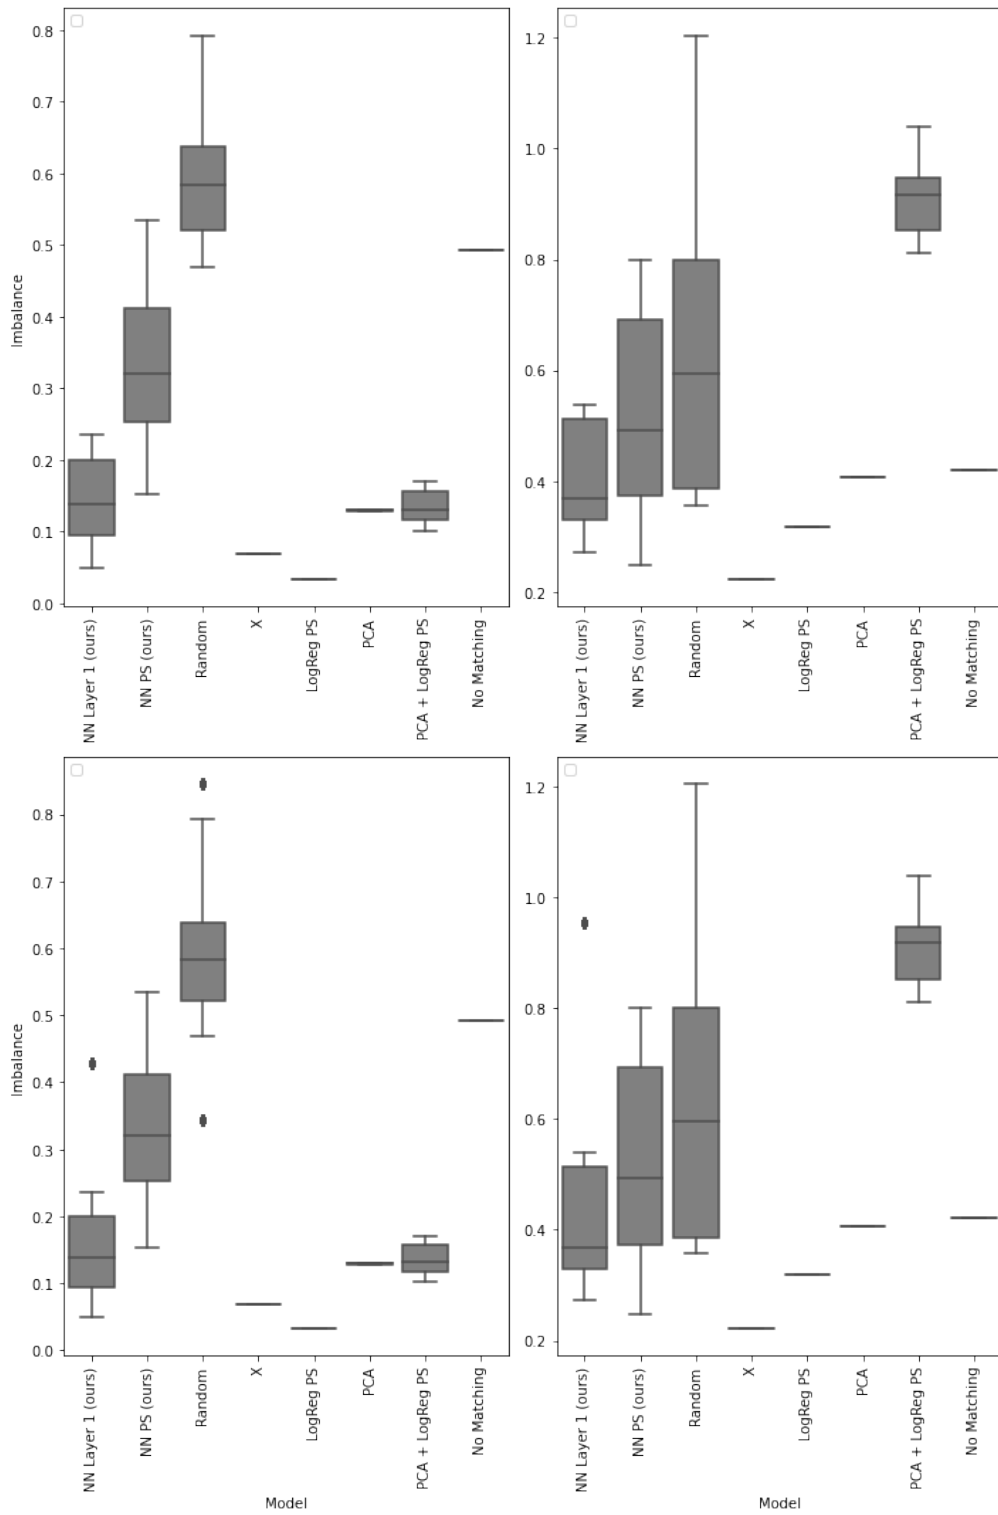 0.8
0.7
0.6
0.5
0.4
0.3
0.2
0.1
0.0
Imbalance
NN Layer 1 (ours)
NN PS (ours)
Random
X
LogReg PS
PCA
PCA + LogReg PS
No Matching
1.2
1.0
0.8
0.6
0.4
0.2
NN Layer 1 (ours)
NN PS (ours)
Random
X
LogReg PS
PCA
PCA + LogReg PS
No Matching
0.8
0.7
0.6
0.5
0.4
0.3
0.2
0.1
0.0
Imbalance
NN Layer 1 (ours)
NN PS (ours)
Random
X
LogReg PS
PCA
PCA + LogReg PS
No Matching
Model
1.2
1.0
0.8
0.6
0.4
0.2
NN Layer 1 (ours)
NN PS (ours)
Random
X
LogReg PS
PCA
PCA + LogReg PS
No Matching
Model